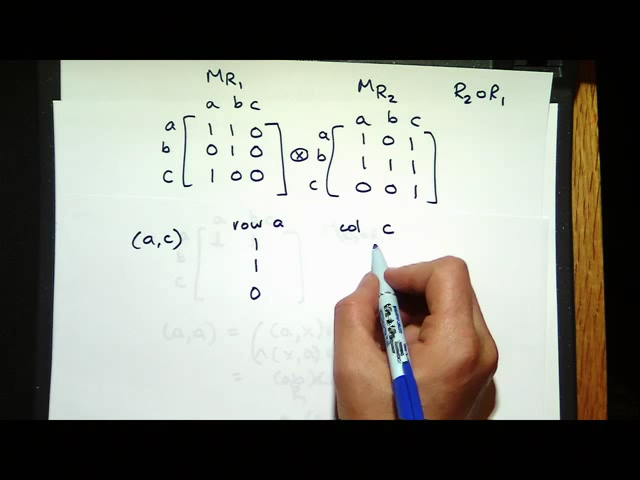 MR1 MR2 R2 o R1
a b c a b c
a 1 1 0 a 1 0 1
b 0 1 0 ⊗ b 1 1 1
c 1 0 0 c 0 0 1
(a,c) row a col c
1
1
0
(a,a) = ((a,x)
∧(x,a)
=